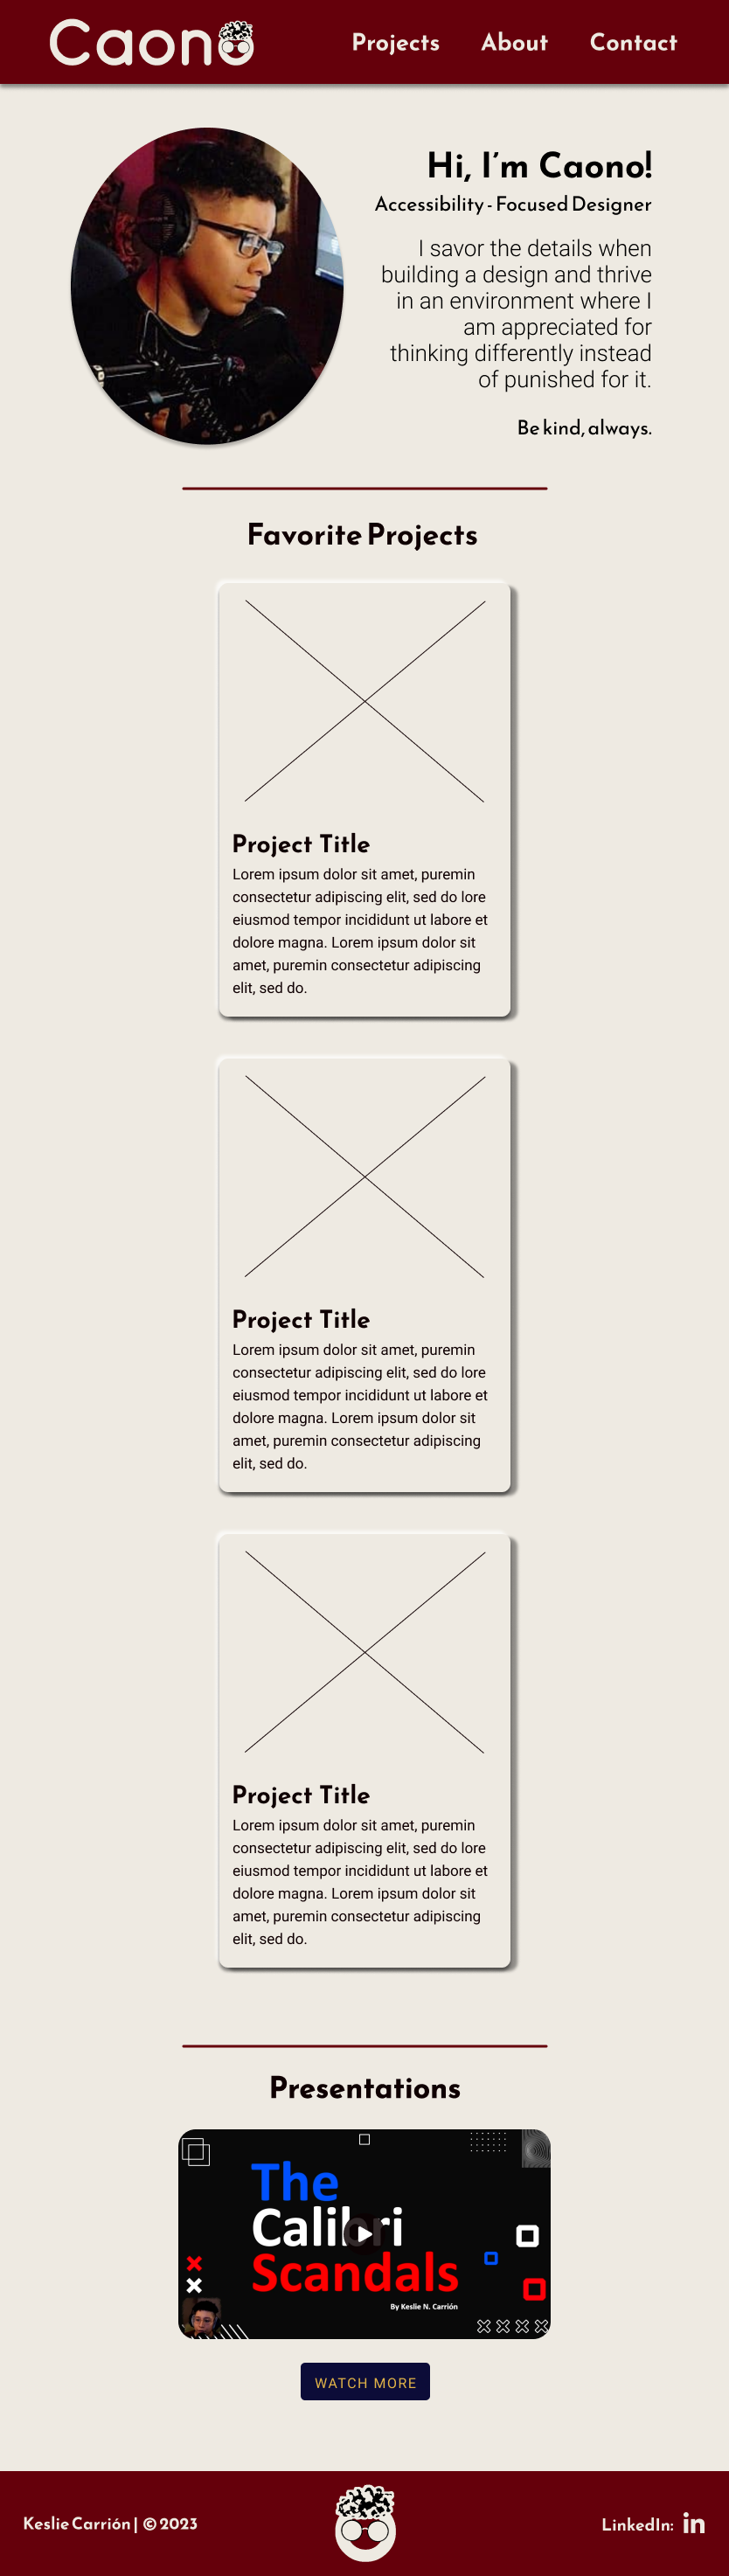 Caono
Projects About Contact
Hi, I'm Caono!
Accessibility - Focused Designer
I savor the details when
building a design and thrive
in an environment where I
am appreciated for
thinking differently instead
of punished for it.
Be kind, always.
Favorite Projects
Project Title
Lorem ipsum dolor sit amet, puremin
consectetur adipiscing elit, sed do lore
eiusmod tempor incididunt ut labore et
dolore magna. Lorem ipsum dolor sit
amet, puremin consectetur adipiscing
elit, sed do.
Project Title
Lorem ipsum dolor sit amet, puremin
consectetur adipiscing elit, sed do lore
eiusmod tempor incididunt ut labore et
dolore magna. Lorem ipsum dolor sit
amet, puremin consectetur adipiscing
elit, sed do.
Project Title
Lorem ipsum dolor sit amet, puremin
consectetur adipiscing elit, sed do lore
eiusmod tempor incididunt ut labore et
dolore magna. Lorem ipsum dolor sit
amet, puremin consectetur adipiscing
elit, sed do.
Presentations
The
Calibri
Scandals
By Keslie N. Carrión
WATCH MORE
Keslie Carrión | © 2023
LinkedIn: in